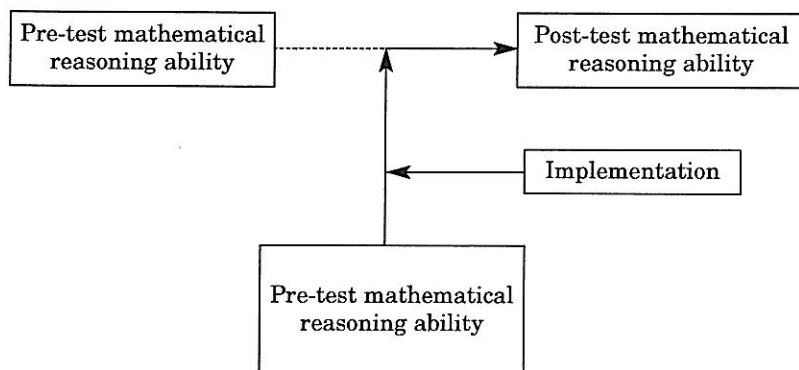 Pre-test mathematical
reasoning ability
Post-test mathematical
reasoning ability
Implementation
Pre-test mathematical
reasoning ability